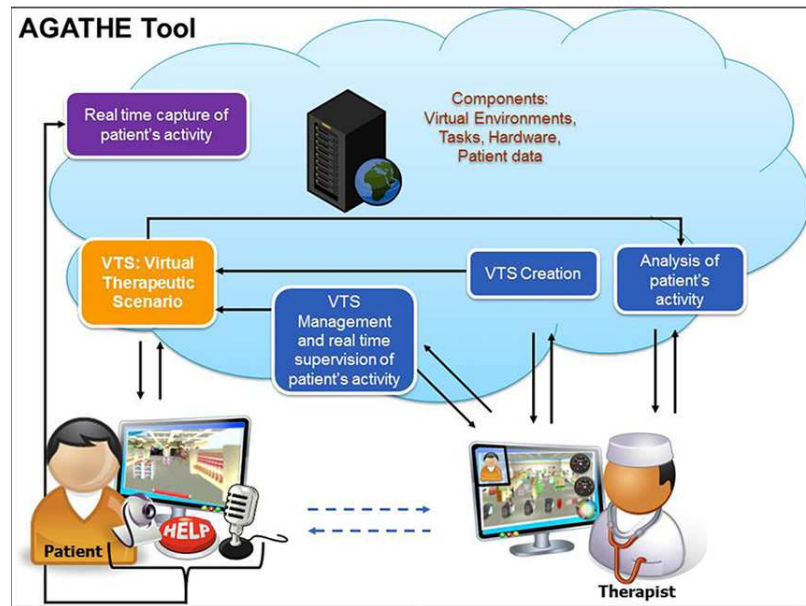 AGATHE Tool
Real time capture of
patient's activity
Components:
Virtual Environments,
Tasks, Hardware,
Patient data
VTS: Virtual
Therapeutic
Scenario
VTS Creation
Analysis of
patient's
activity
VTS
Management
and real time
supervision of
patient's activity
HELP
Patient
Therapist